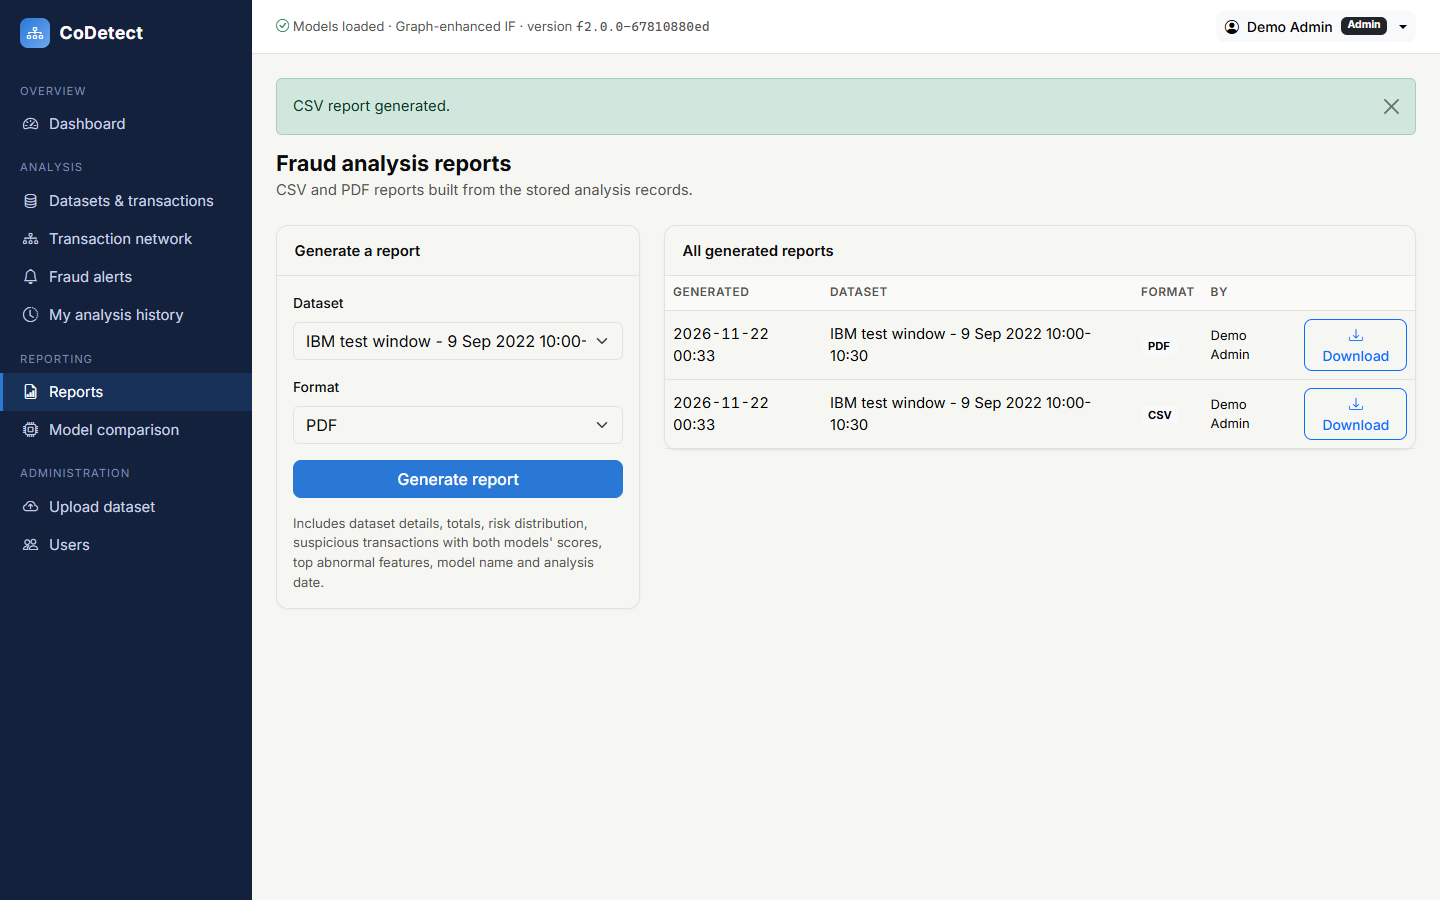 CoDetect
OVERVIEW
Dashboard
ANALYSIS
Datasets & transactions
Transaction network
Fraud alerts
My analysis history
REPORTING
Reports
Model comparison
ADMINISTRATION
Upload dataset
Users
Models loaded · Graph-enhanced IF · version f2.0.0-67810880ed
Demo Admin Admin
CSV report generated.
Fraud analysis reports
CSV and PDF reports built from the stored analysis records.
Generate a report
Dataset
IBM test window - 9 Sep 2022 10:00-
Format
PDF
Generate report
Includes dataset details, totals, risk distribution,
suspicious transactions with both models' scores,
top abnormal features, model name and analysis
date.
All generated reports
GENERATED DATASET FORMAT BY
2026-11-22 IBM test window - 9 Sep 2022 10:00- PDF Demo Download
00:33 10:30 Admin
2026-11-22 IBM test window - 9 Sep 2022 10:00- CSV Demo Download
00:33 10:30 Admin